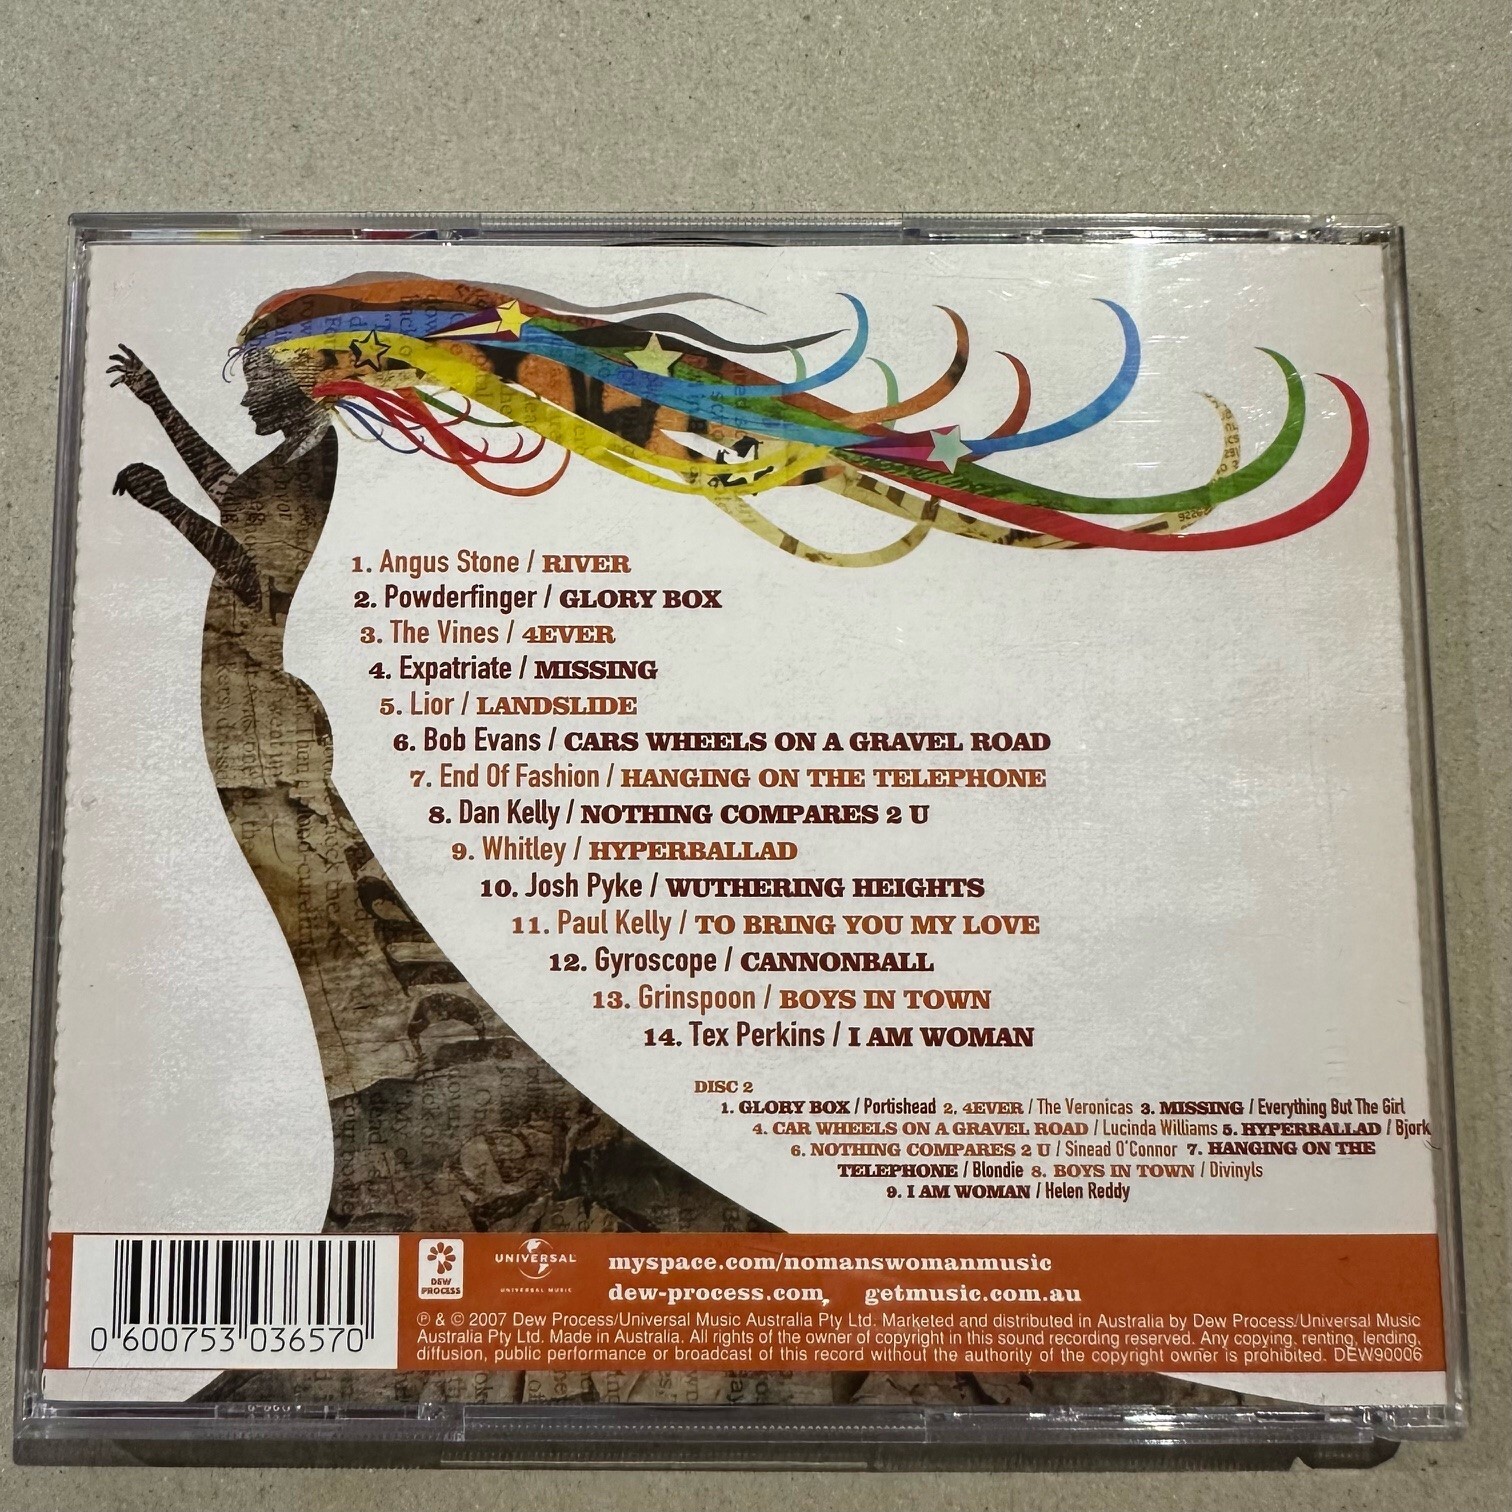 1. Angus Stone / RIVER
2. Powderfinger / GLORY BOX
3. The Vines / 4EVER
4. Expatriate / MISSING
5. Lior / LANDSLIDE
6. Bob Evans / CARS WHEELS ON A GRAVEL ROAD
7. End Of Fashion / HANGING ON THE TELEPHONE
8. Dan Kelly / NOTHING COMPARES 2 U
9. Whitley / HYPERBALLAD
10. Josh Pyke / WUTHERING HEIGHTS
11. Paul Kelly / TO BRING YOU MY LOVE
12. Gyroscope / CANNONBALL
13. Grinspoon / BOYS IN TOWN
14. Tex Perkins / I AM WOMAN
DISC 2
1. GLORY BOX / Portishead 2, 4EVER / The Veronicas 3. MISSING / Everything But The Girl
4. CAR WHEELS ON A GRAVEL ROAD / Lucinda Williams 5. HYPERBALLAD / Bjork
6. NOTHING COMPARES 2 U / Sinead O'Connor 7. HANGING ON THE
TELEPHONE / Blondie 8. BOYS IN TOWN / Divinyls
9. I AM WOMAN / Helen Reddy
0 600753 036570
DEW
PROCESS
UNIVERSAL
UNIVERSAL MUSIC
myspace.com/nomanswomanmusic
dew-process.com, getmusic.com.au
℗ & © 2007 Dew Process/Universal Music Australia Pty Ltd. Marketed and distributed in Australia by Dew Process/Universal Music
Australia Pty Ltd. Made in Australia. All rights of the owner of copyright in this sound recording reserved. Any copying, renting, lending,
diffusion, public performance or broadcast of this record without the authority of the copyright owner is prohibited. DEW90006